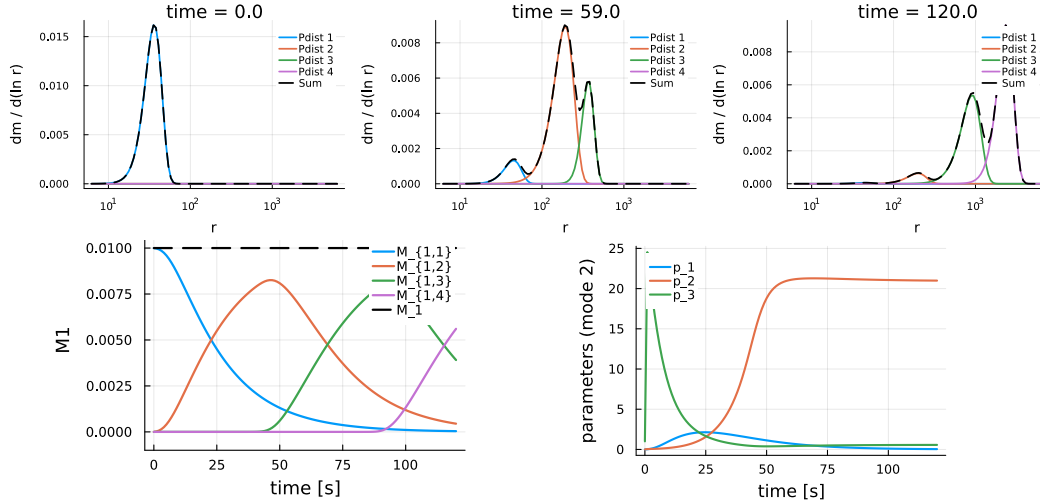 time = 0.0
time = 59.0
time = 120.0
dm / d(ln r)
0.015
0.010
0.005
0.000
Pdist 1
Pdist 2
Pdist 3
Pdist 4
Sum
10¹
10²
10³
r
dm / d(ln r)
0.008
0.006
0.004
0.002
0.000
Pdist 1
Pdist 2
Pdist 3
Pdist 4
Sum
10¹
10²
10³
r
dm / d(ln r)
0.008
0.006
0.004
0.002
0.000
Pdist 1
Pdist 2
Pdist 3
Pdist 4
Sum
10¹
10²
10³
r
M1
0.0100
0.0075
0.0050
0.0025
0.0000
M_{1,1}
M_{1,2}
M_{1,3}
M_{1,4}
M_1
0
25
50
75
100
time [s]
parameters (mode 2)
25
20
15
10
5
0
p_1
p_2
p_3
0
25
50
75
100
time [s]